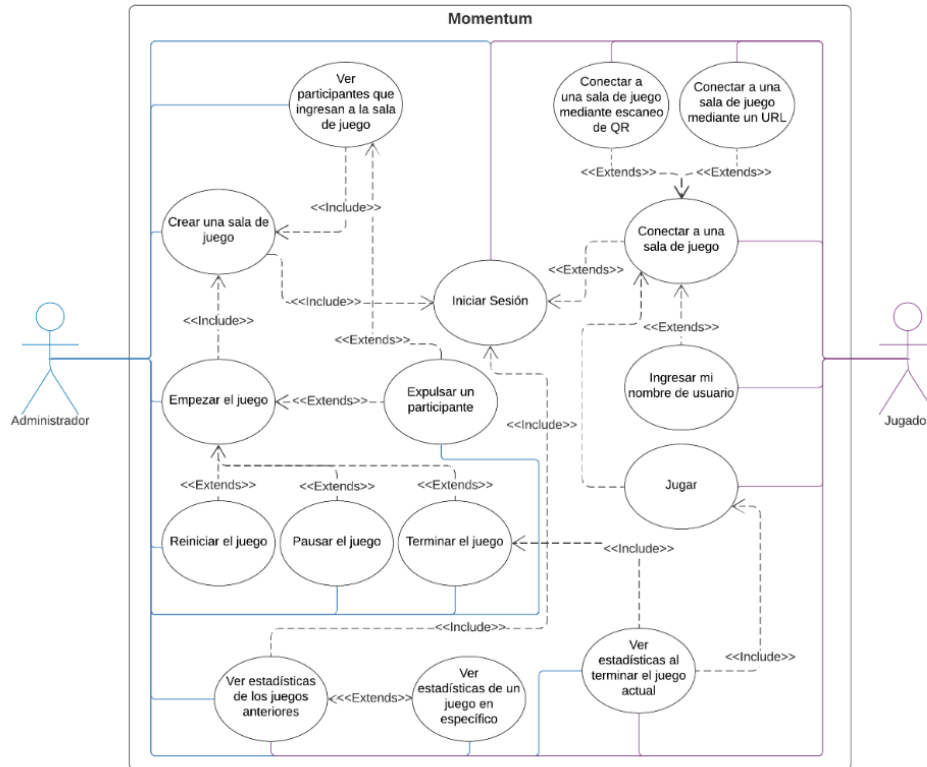 Momentum
Ver
participantes que
ingresan a la sala
de juego
Conectar a
una sala de juego
mediante escaneo
de QR
Conectar a una
sala de juego
mediante un URL
<<Extends>>
<<Extends>>
<<Include>>
Crear una sala de
juego
Conectar a una
sala de juego
<<Extends>>
<<Include>>
Iniciar Sesión
<<Include>>
<<Extends>>
<<Extends>>
Administrador
Empezar el juego
<<Extends>>
Expulsar un
participante
<<Include>>
Ingresar mi
nombre de usuario
Jugado
<<Extends>>
<<Extends>>
<<Extends>>
Jugar
Reiniciar el juego
Pausar el juego
Terminar el juego
<<Include>>
<<Include>>
Ver estadísticas
de los juegos
anteriores
<<Extends>>
Ver
estadísticas de un
juego en
específico
Ver
estadísticas al
terminar el juego
actual
<<Include>>